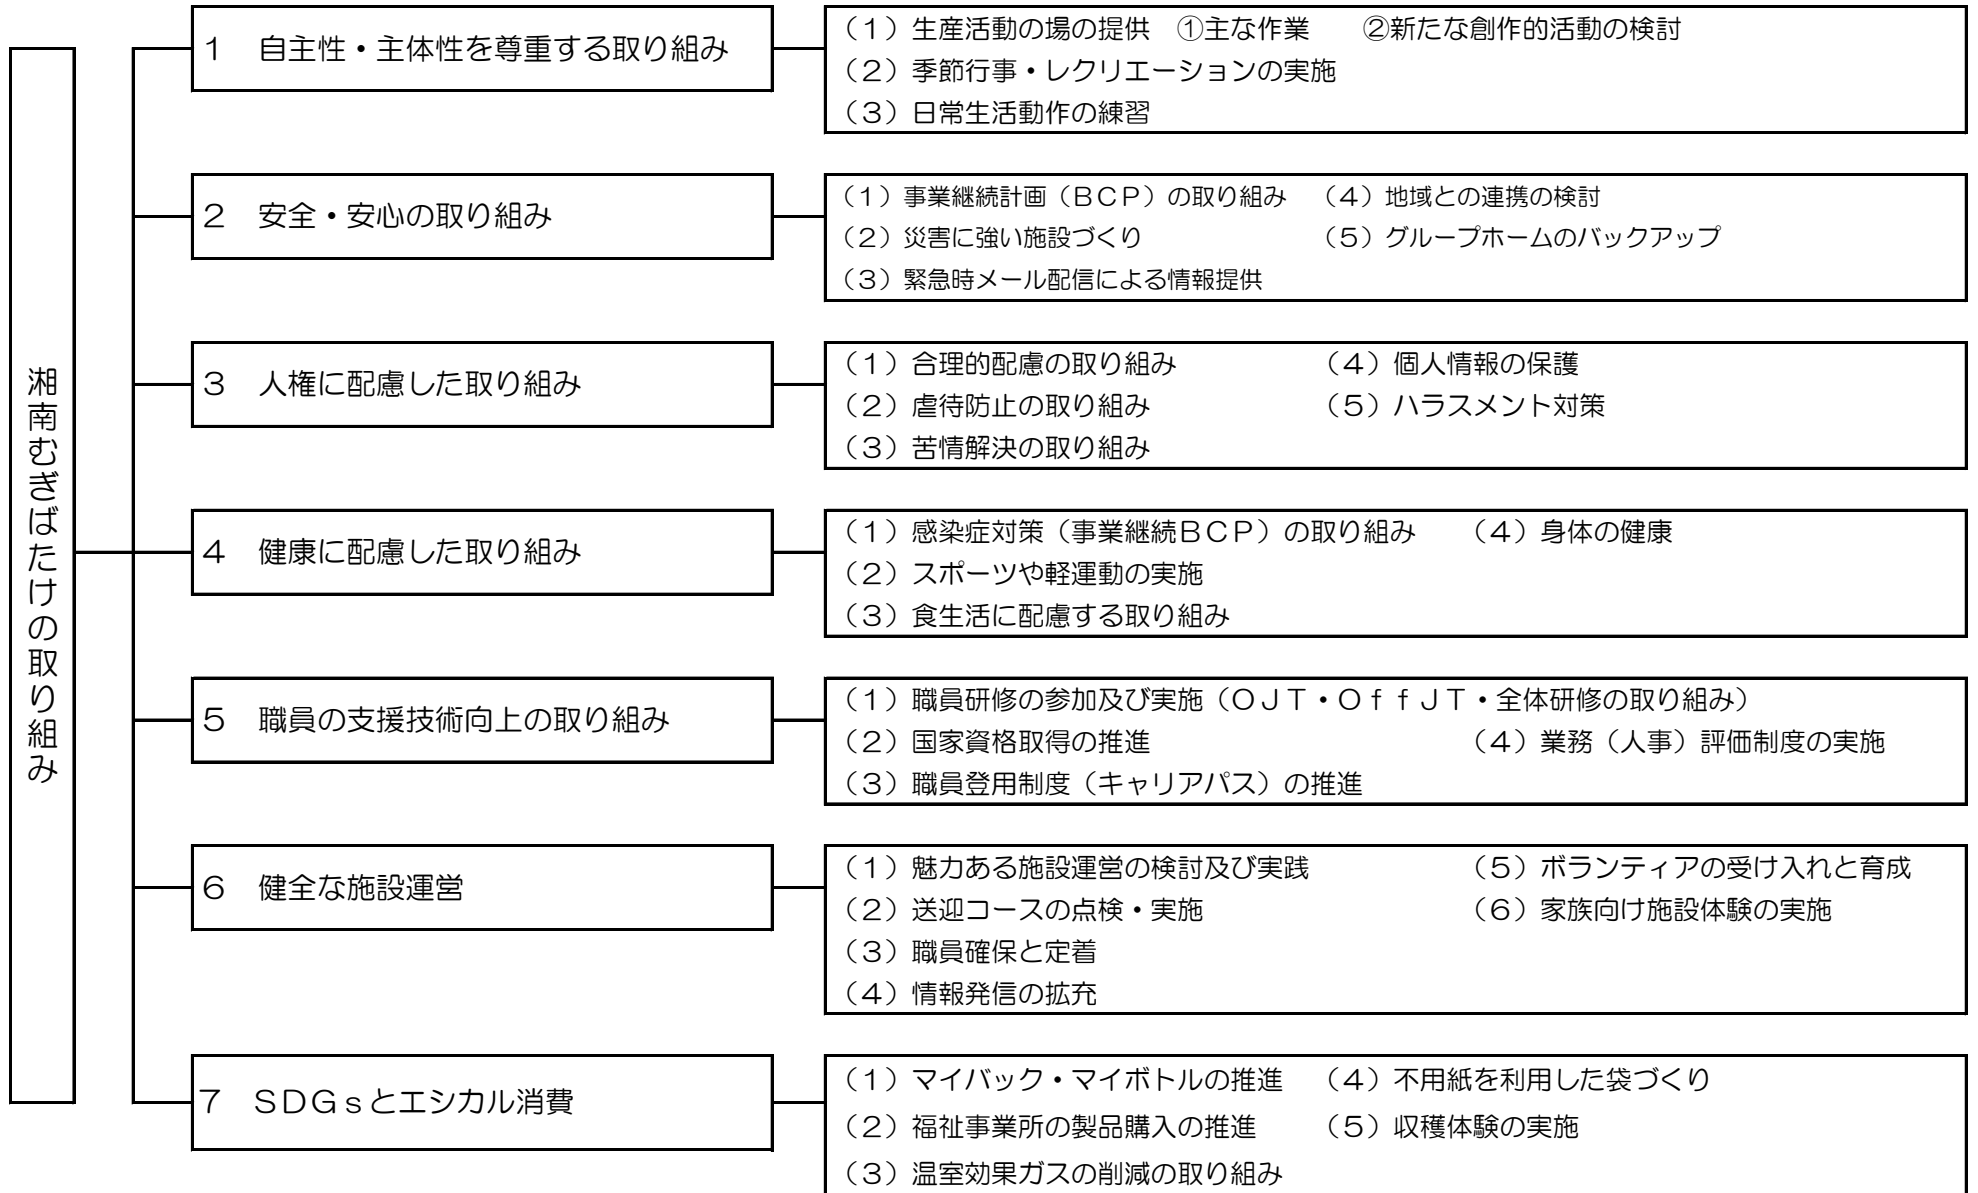 湘南むぎばたけの取り組み
１　自主性・主体性を尊重する取り組み
（１）生産活動の場の提供　①主な作業　　②新たな創作的活動の検討
（２）季節行事・レクリエーションの実施
（３）日常生活動作の練習
２　安全・安心の取り組み
（１）事業継続計画（ＢＣＰ）の取り組み　（４）地域との連携の検討
（２）災害に強い施設づくり　（５）グループホームのバックアップ
（３）緊急時メール配信による情報提供
３　人権に配慮した取り組み
（１）合理的配慮の取り組み　（４）個人情報の保護
（２）虐待防止の取り組み　（５）ハラスメント対策
（３）苦情解決の取り組み
４　健康に配慮した取り組み
（１）感染症対策（事業継続ＢＣＰ）の取り組み　（４）身体の健康
（２）スポーツや軽運動の実施
（３）食生活に配慮する取り組み
５　職員の支援技術向上の取り組み
（１）職員研修の参加及び実施（ＯＪＴ・ＯｆｆＪＴ・全体研修の取り組み）
（２）国家資格取得の推進　（４）業務（人事）評価制度の実施
（３）職員登用制度（キャリアパス）の推進
６　健全な施設運営
（１）魅力ある施設運営の検討及び実践　（５）ボランティアの受け入れと育成
（２）送迎コースの点検・実施　（６）家族向け施設体験の実施
（３）職員確保と定着
（４）情報発信の拡充
７　ＳＤＧｓとエシカル消費
（１）マイバック・マイボトルの推進　（４）不用紙を利用した袋づくり
（２）福祉事業所の製品購入の推進　（５）収穫体験の実施
（３）温室効果ガスの削減の取り組み